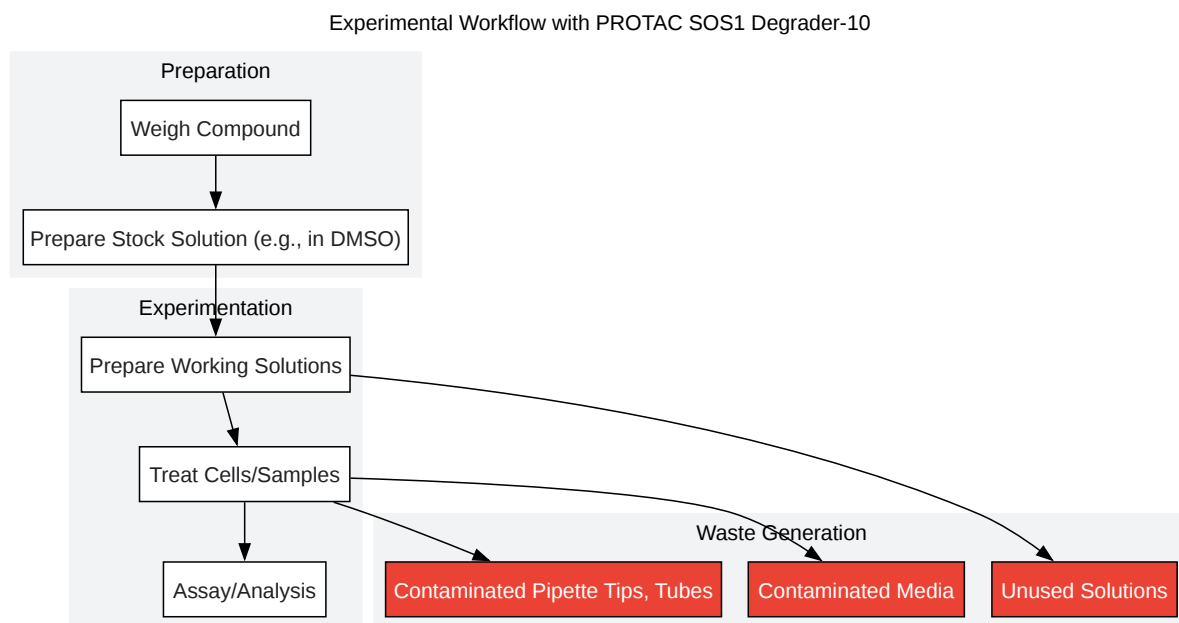 Experimental Workflow with PROTAC SOS1 Degrader-10
Preparation
Weigh Compound
Prepare Stock Solution (e.g., in DMSO)
Experimentation
Prepare Working Solutions
Treat Cells/Samples
Waste Generation
Assay/Analysis
Contaminated Pipette Tips, Tubes
Contaminated Media
Unused Solutions